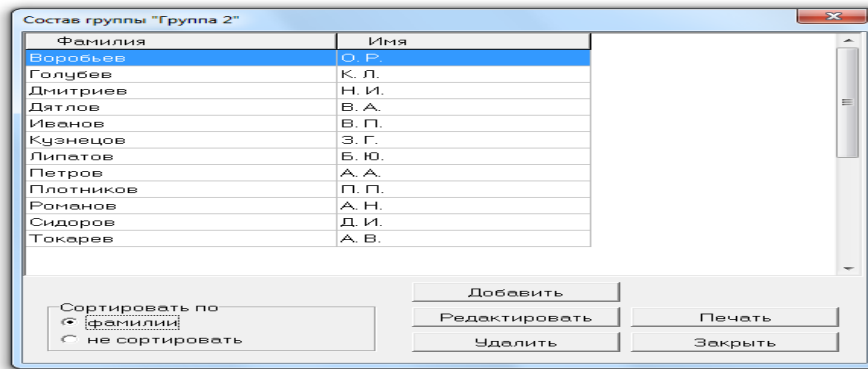 Состав группы "Группа 2"
Фамилия Имя
Воробьев О. Р.
Голубев К. Л.
Дмитриев Н. И.
Дятлов В. А.
Иванов В. П.
Кузнецов З. Г.
Липатов Б. Ю.
Петров А. А.
Плотников П. П.
Романов А. Н.
Сидоров Д. И.
Токарев А. В.
Добавить
Сортировать по
фамилии
Редактировать Печать
не сортировать
Удалить Закрыть